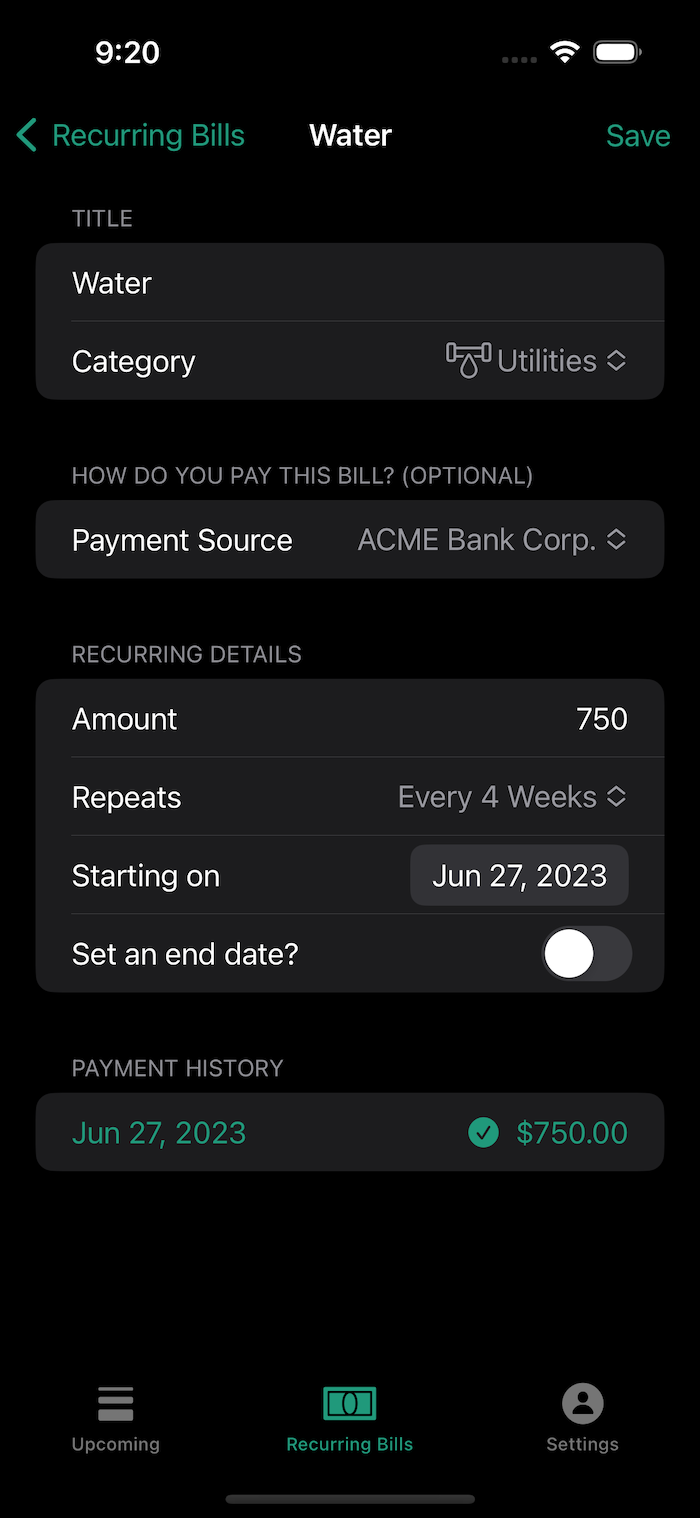 9:20
Recurring Bills Water Save
TITLE
Water
Category Utilities
HOW DO YOU PAY THIS BILL? (OPTIONAL)
Payment Source ACME Bank Corp.
RECURRING DETAILS
Amount 750
Repeats Every 4 Weeks
Starting on Jun 27, 2023
Set an end date?
PAYMENT HISTORY
Jun 27, 2023 $750.00
Upcoming Recurring Bills Settings